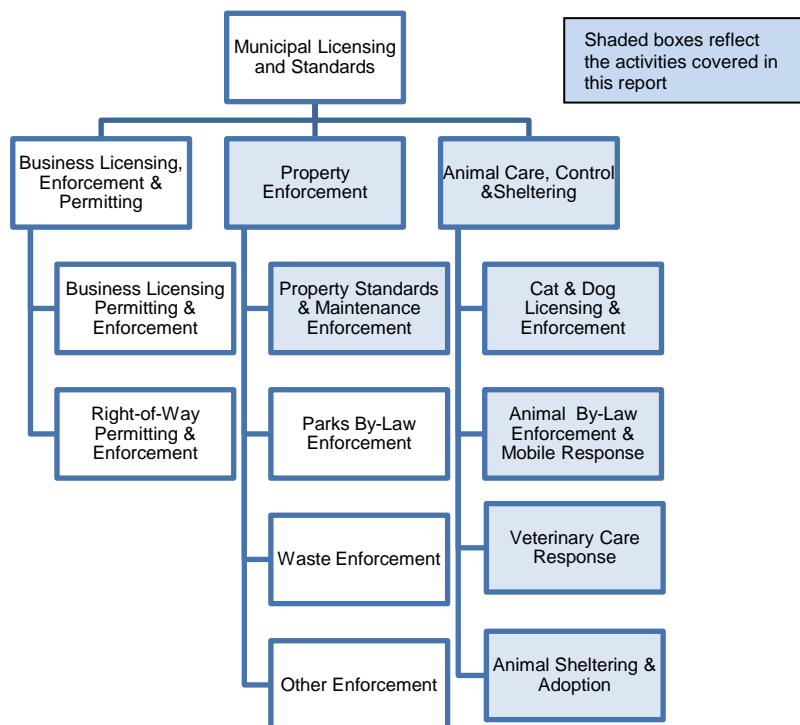 Municipal Licensing
and Standards
Shaded boxes reflect
the activities covered in
this report
Business Licensing,
Enforcement &
Permitting
Property
Enforcement
Animal Care, Control
&Sheltering
Business Licensing
Permitting &
Enforcement
Property Standards
& Maintenance
Enforcement
Cat & Dog
Licensing &
Enforcement
Right-of-Way
Permitting &
Enforcement
Parks By-Law
Enforcement
Animal By-Law
Enforcement &
Mobile Response
Waste Enforcement
Veterinary Care
Response
Other Enforcement
Animal Sheltering &
Adoption